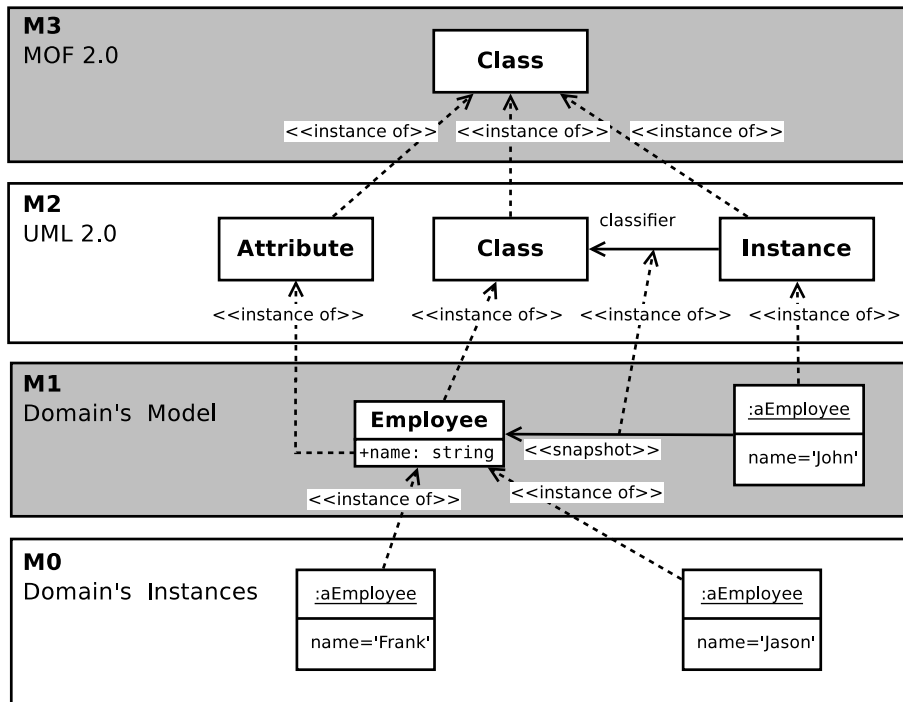 M3
MOF 2.0
Class
<<instance of>>
<<instance of>>
<<instance of>>
M2
UML 2.0
classifier
Attribute
Class
Instance
<<instance of>>
<<instance of>>
<<instance of>>
<<instance of>>
M1
Domain's Model
Employee
+name: string
<<snapshot>>
:aEmployee
name='John'
<<instance of>>
<<instance of>>
M0
Domain's Instances
:aEmployee
name='Frank'
:aEmployee
name='Jason'